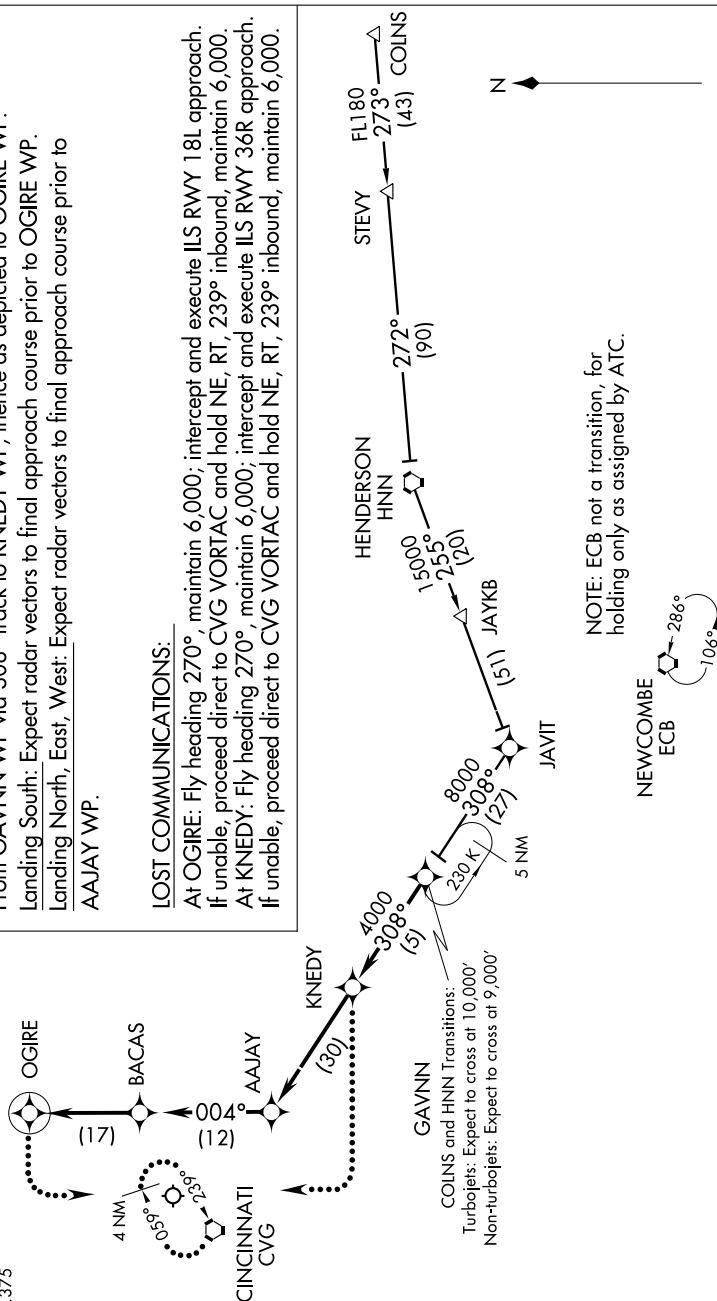 From GAVNN WP via 308° track to KNEDY WP, thence as depicted to OGIRE WP.
Landing South: Expect radar vectors to final approach course prior to OGIRE WP.
Landing North, East, West: Expect radar vectors to final approach course prior to
AAJAY WP.
LOST COMMUNICATIONS:
At OGIRE: Fly heading 270°, maintain 6,000; intercept and execute ILS RWY 18L approach.
If unable, proceed direct to CVG VORTAC and hold NE, RT, 239° inbound, maintain 6,000.
At KNEDY: Fly heading 270°, maintain 6,000; intercept and execute ILS RWY 36R approach.
If unable, proceed direct to CVG VORTAC and hold NE, RT, 239° inbound, maintain 6,000.
.375
OGIRE
(17)
BACAS
004°
(12)
AAJAY
4 NM
059°
239°
CINCINNATI
CVG
(30)
KNEDY
4000
308°
(5)
GAVNN
COLNS and HNN Transitions:
Turbojets: Expect to cross at 10,000'
Non-turbojets: Expect to cross at 9,000'
230 K
5 NM
8000
308°
(27)
JAVIT
(51)
JAYKB
15000
255°
(20)
HENDERSON
HNN
272°
(90)
STEVY
FL180
273°
(43)
COLNS
N
NOTE: ECB not a transition, for
holding only as assigned by ATC.
NEWCOMBE
ECB
286°
106°